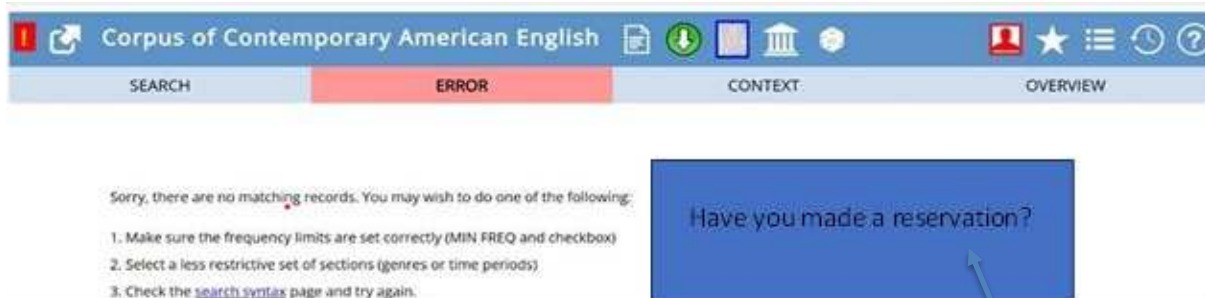 ! Corpus of Contemporary American English
SEARCH ERROR CONTEXT OVERVIEW
Sorry, there are no matching records. You may wish to do one of the following:
1. Make sure the frequency limits are set correctly (MIN FREQ and checkbox)
2. Select a less restrictive set of sections (genres or time periods)
3. Check the search syntax page and try again.
Have you made a reservation?